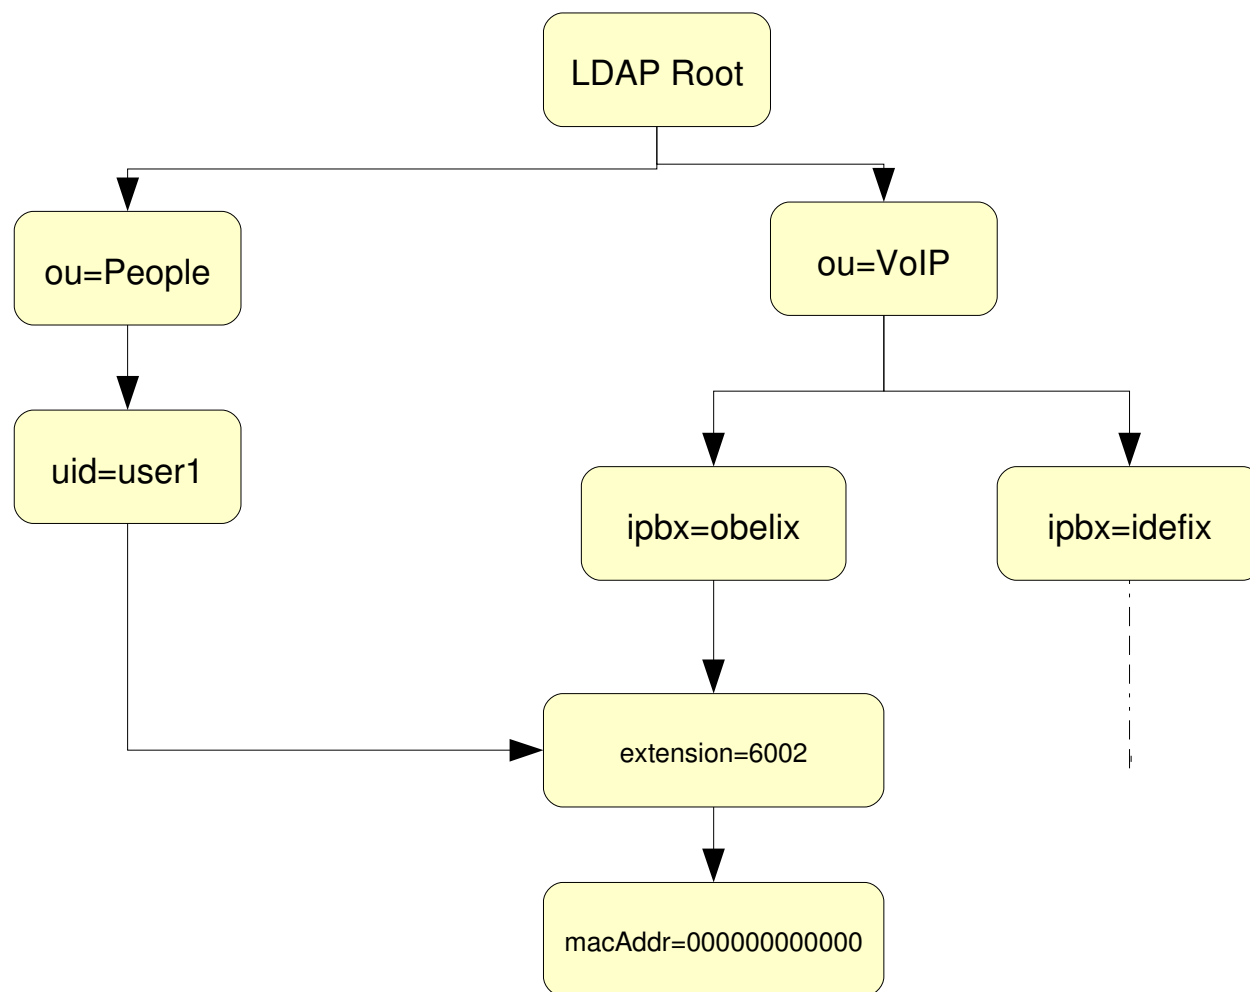 LDAP Root
ou=People
ou=VoIP
uid=user1
ipbx=obelix
ipbx=idefix
extension=6002
macAddr=000000000000